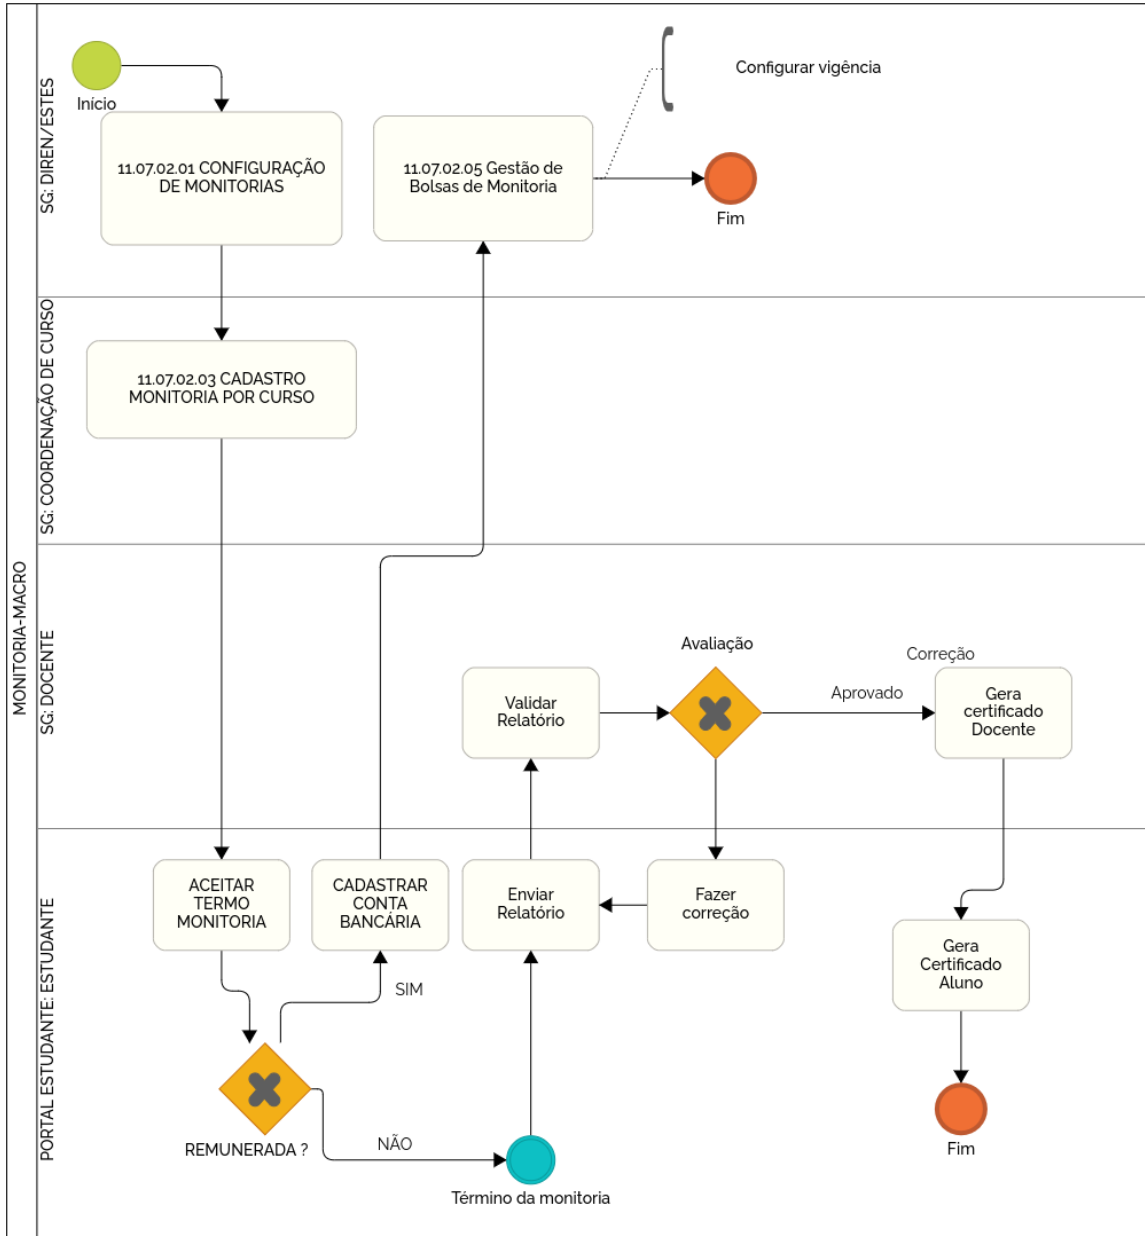 MONITORIA-MACRO
SG: DIREN/ESTES
Início
11.07.02.01 CONFIGURAÇÃO
DE MONITORIAS
11.07.02.05 Gestão de
Bolsas de Monitoria
Configurar vigência
Fim
SG: COORDENAÇÃO DE CURSO
11.07.02.03 CADASTRO
MONITORIA POR CURSO
SG: DOCENTE
Validar
Relatório
Avaliação
Aprovado
Correção
Gera
certificado
Docente
PORTAL ESTUDANTE: ESTUDANTE
ACEITAR
TERMO
MONITORIA
CADASTRAR
CONTA
BANCÁRIA
Enviar
Relatório
Fazer
correção
Gera
Certificado
Aluno
SIM
REMUNERADA ?
NÃO
Término da monitoria
Fim